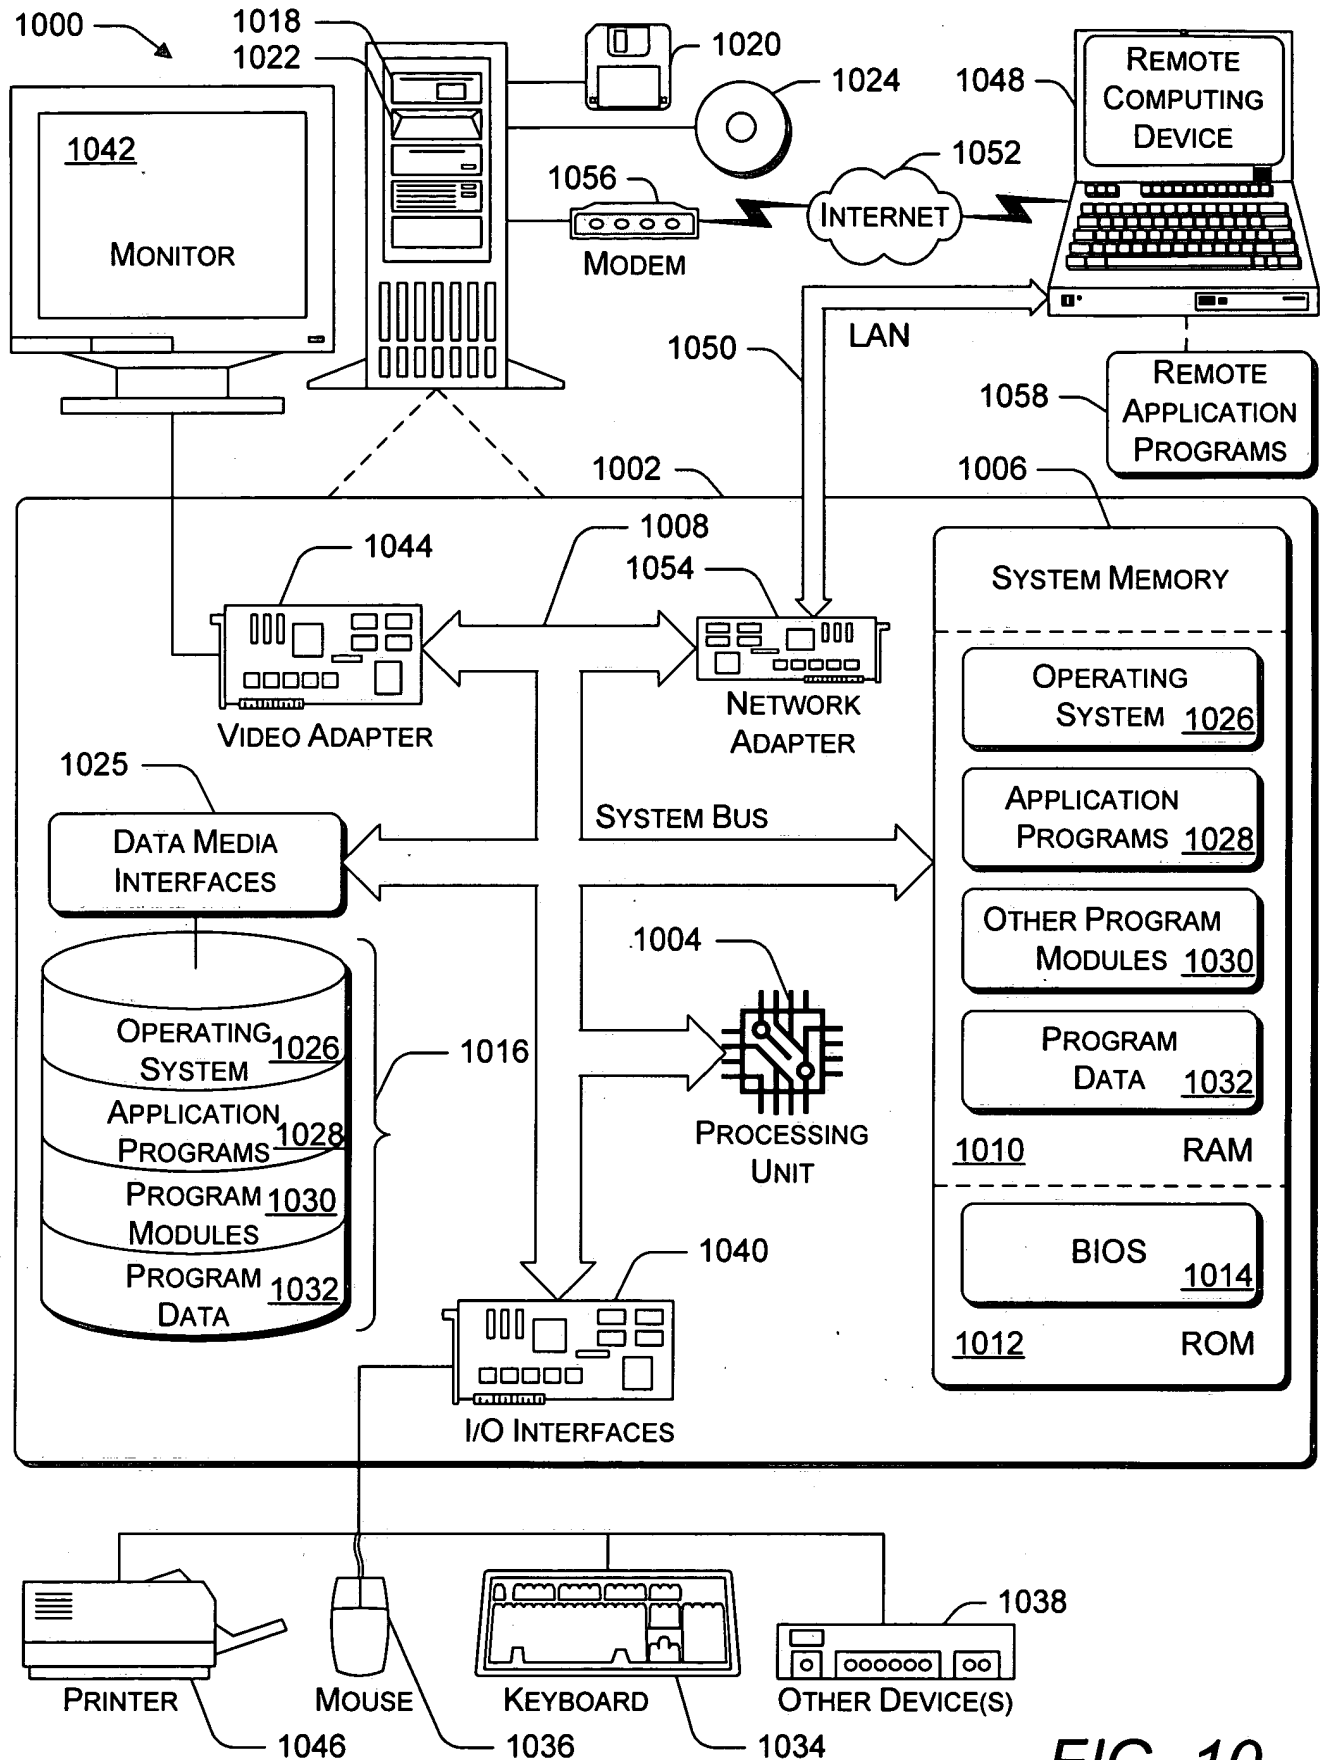 1000
1018
1022
1020
1024
1048
REMOTE
COMPUTING
DEVICE
1042
MONITOR
1056
MODEM
1052
INTERNET
1050
LAN
1058
REMOTE
APPLICATION
PROGRAMS
1002
1006
1044
1008
1054
VIDEO ADAPTER
NETWORK
ADAPTER
SYSTEM MEMORY
OPERATING
SYSTEM 1026
APPLICATION
PROGRAMS 1028
OTHER PROGRAM
MODULES 1030
PROGRAM
DATA 1032
1010 RAM
BIOS
1014
1012 ROM
1025
DATA MEDIA
INTERFACES
SYSTEM BUS
1004
PROCESSING
UNIT
OPERATING
SYSTEM 1026
APPLICATION
PROGRAMS 1028
PROGRAM
MODULES 1030
PROGRAM
DATA 1032
1016
1040
I/O INTERFACES
PRINTER
1046
MOUSE
1036
KEYBOARD
1034
1038
OTHER DEVICE(S)
FIG. 10